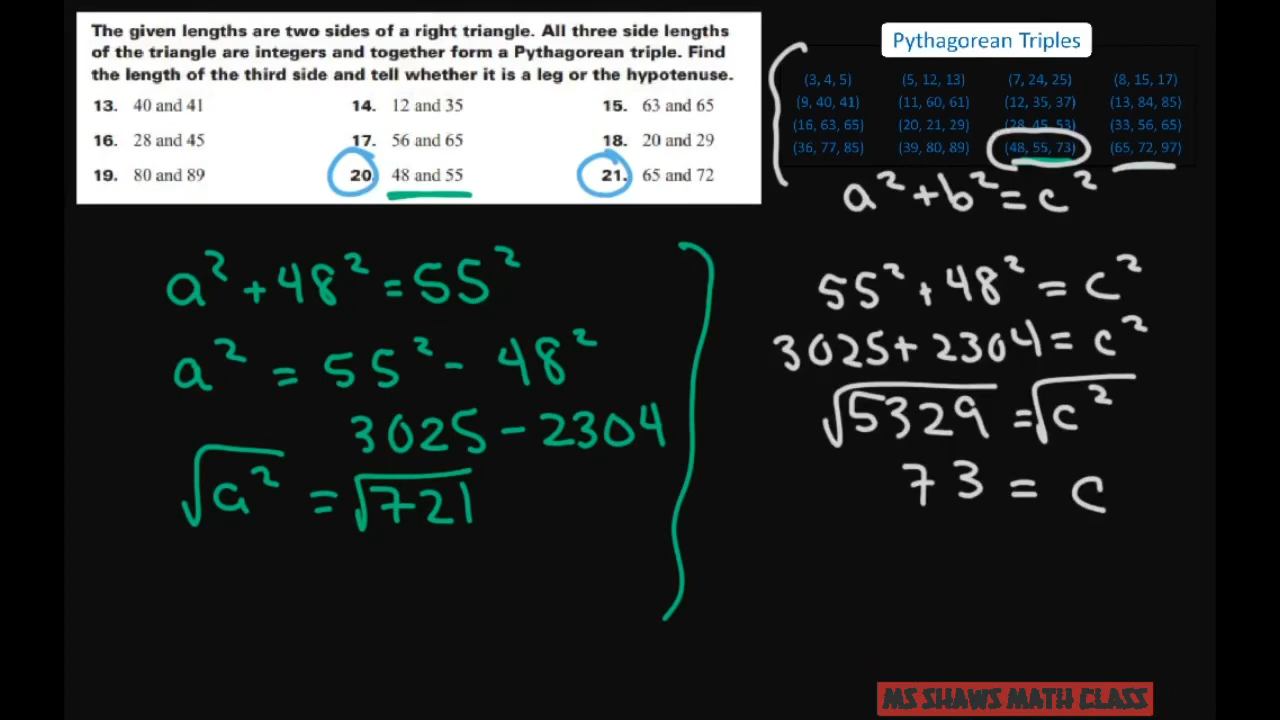 The given lengths are two sides of a right triangle. All three side lengths
of the triangle are integers and together form a Pythagorean triple. Find
the length of the third side and tell whether it is a leg or the hypotenuse.
13. 40 and 41 14. 12 and 35 15. 63 and 65
16. 28 and 45 17. 56 and 65 18. 20 and 29
19. 80 and 89 20. 48 and 55 21. 65 and 72
Pythagorean Triples
(3, 4, 5) (5, 12, 13) (7, 24, 25) (8, 15, 17)
(9, 40, 41) (11, 60, 61) (12, 35, 37) (13, 84, 85)
(16, 63, 65) (20, 21, 29) (28, 45, 53) (33, 56, 65)
(36, 77, 85) (39, 80, 89) (48, 55, 73) (65, 72, 97)
a² + b² = c²
a² + 48² = 55²
a² = 55² - 48²
3025 - 2304
√a² = √721
55² + 48² = c²
3025 + 2304 = c²
√5329 = √c²
73 = c
MS SHAWS MATH CLASS